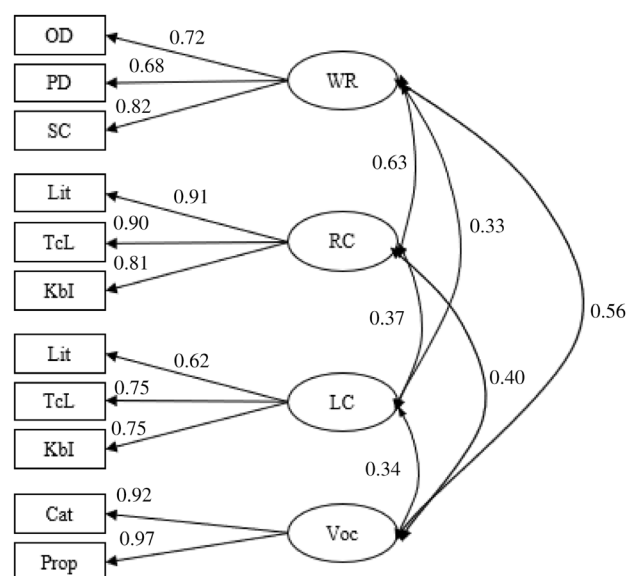 OD
0.72
PD
0.68
WR
SC
0.82
0.63
Lit
0.91
0.33
TcL
0.90
RC
KbI
0.81
0.56
0.37
Lit
0.62
0.40
TcL
0.75
LC
KbI
0.75
0.34
Cat
0.92
Voc
Prop
0.97